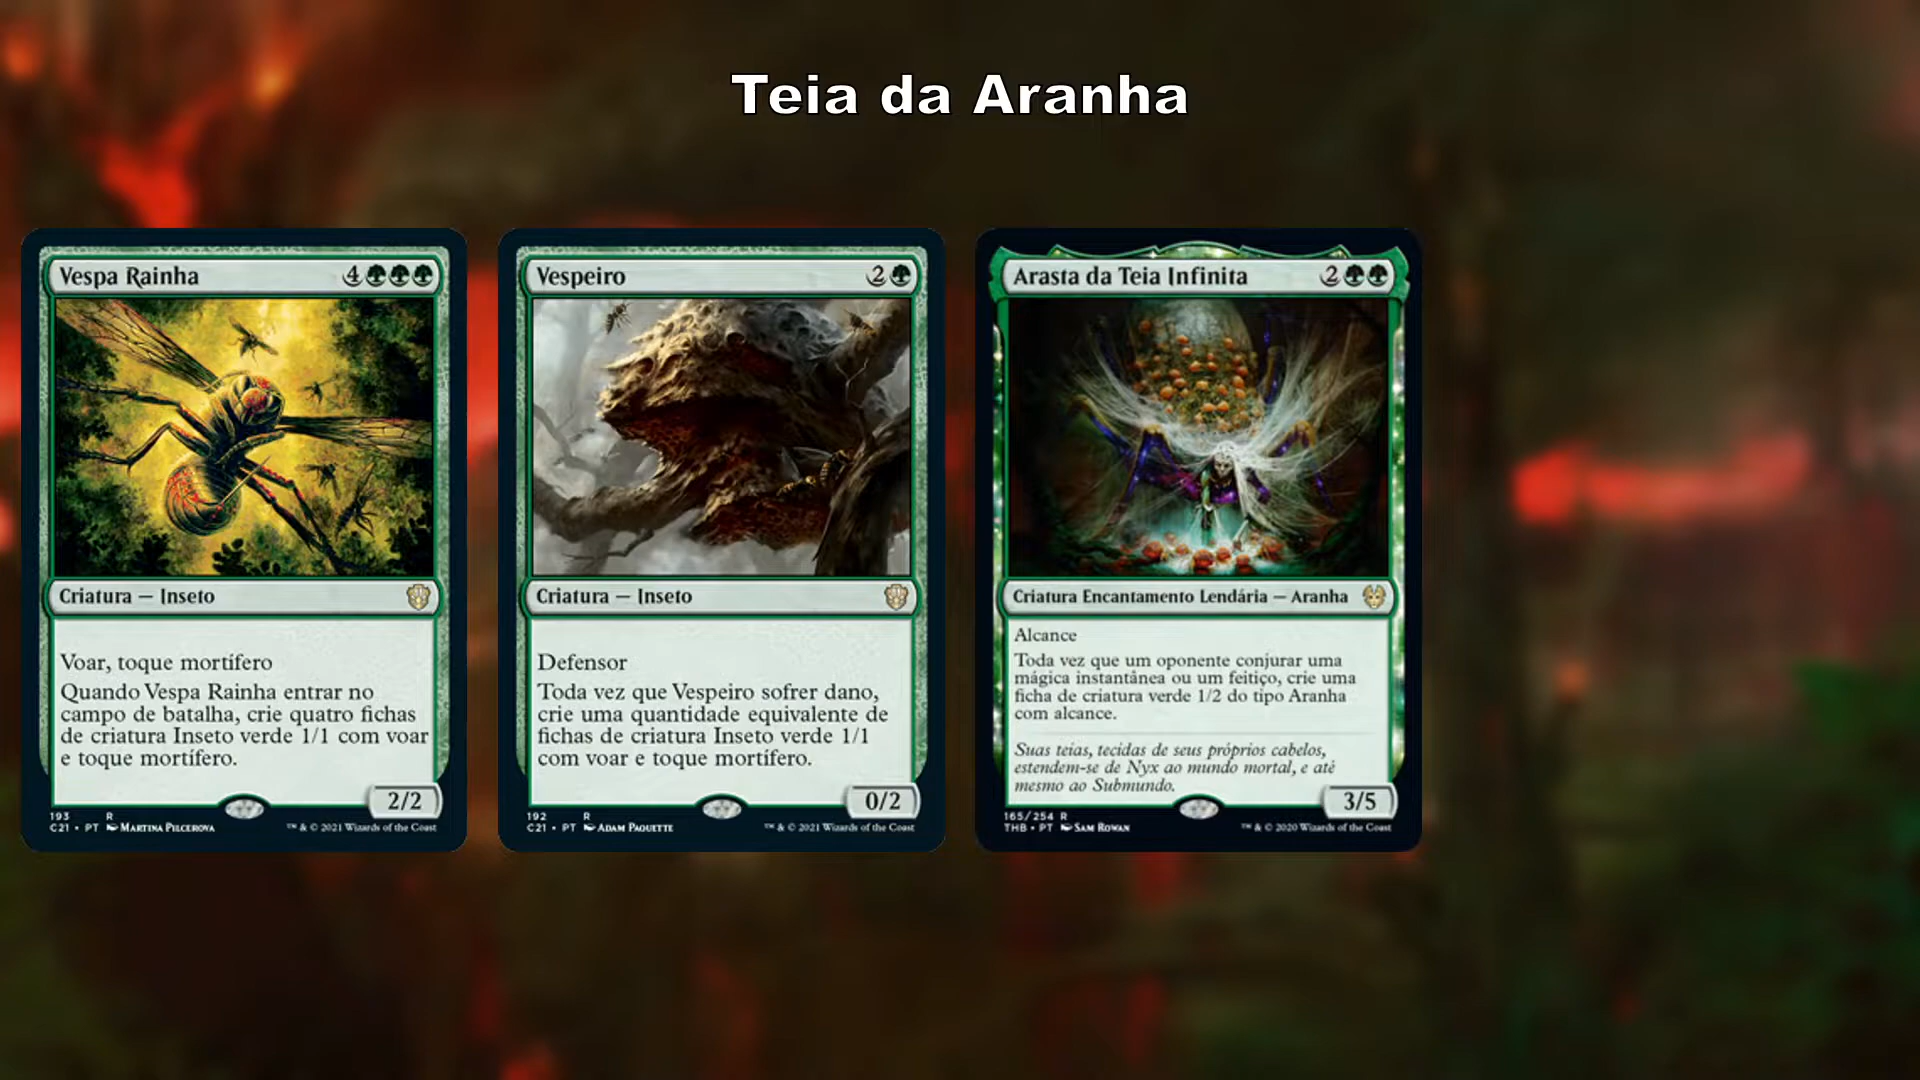 Teia da Aranha
Vespa Rainha 4
Criatura — Inseto
Voar, toque mortífero
Quando Vespa Rainha entrar no
campo de batalha, crie quatro fichas
de criatura Inseto verde 1/1 com voar
e toque mortífero.
2/2
193 R
C21 • PT Martina Pilcerova
™ & © 2021 Wizards of the Coast
Vespeiro 2
Criatura — Inseto
Defensor
Toda vez que Vespeiro sofrer dano,
crie uma quantidade equivalente de
fichas de criatura Inseto verde 1/1
com voar e toque mortífero.
0/2
192 R
C21 • PT Adam Paquette
™ & © 2021 Wizards of the Coast
Arasta da Teia Infinita 2
Criatura Encantamento Lendária — Aranha
Alcance
Toda vez que um oponente conjurar uma
mágica instantânea ou um feitiço, crie uma
ficha de criatura verde 1/2 do tipo Aranha
com alcance.
Suas teias, tecidas de seus próprios cabelos,
estendem-se de Nyx ao mundo mortal, e até
mesmo ao Submundo.
3/5
165/254 R
THB • PT Sam Rowan
™ & © 2020 Wizards of the Coast